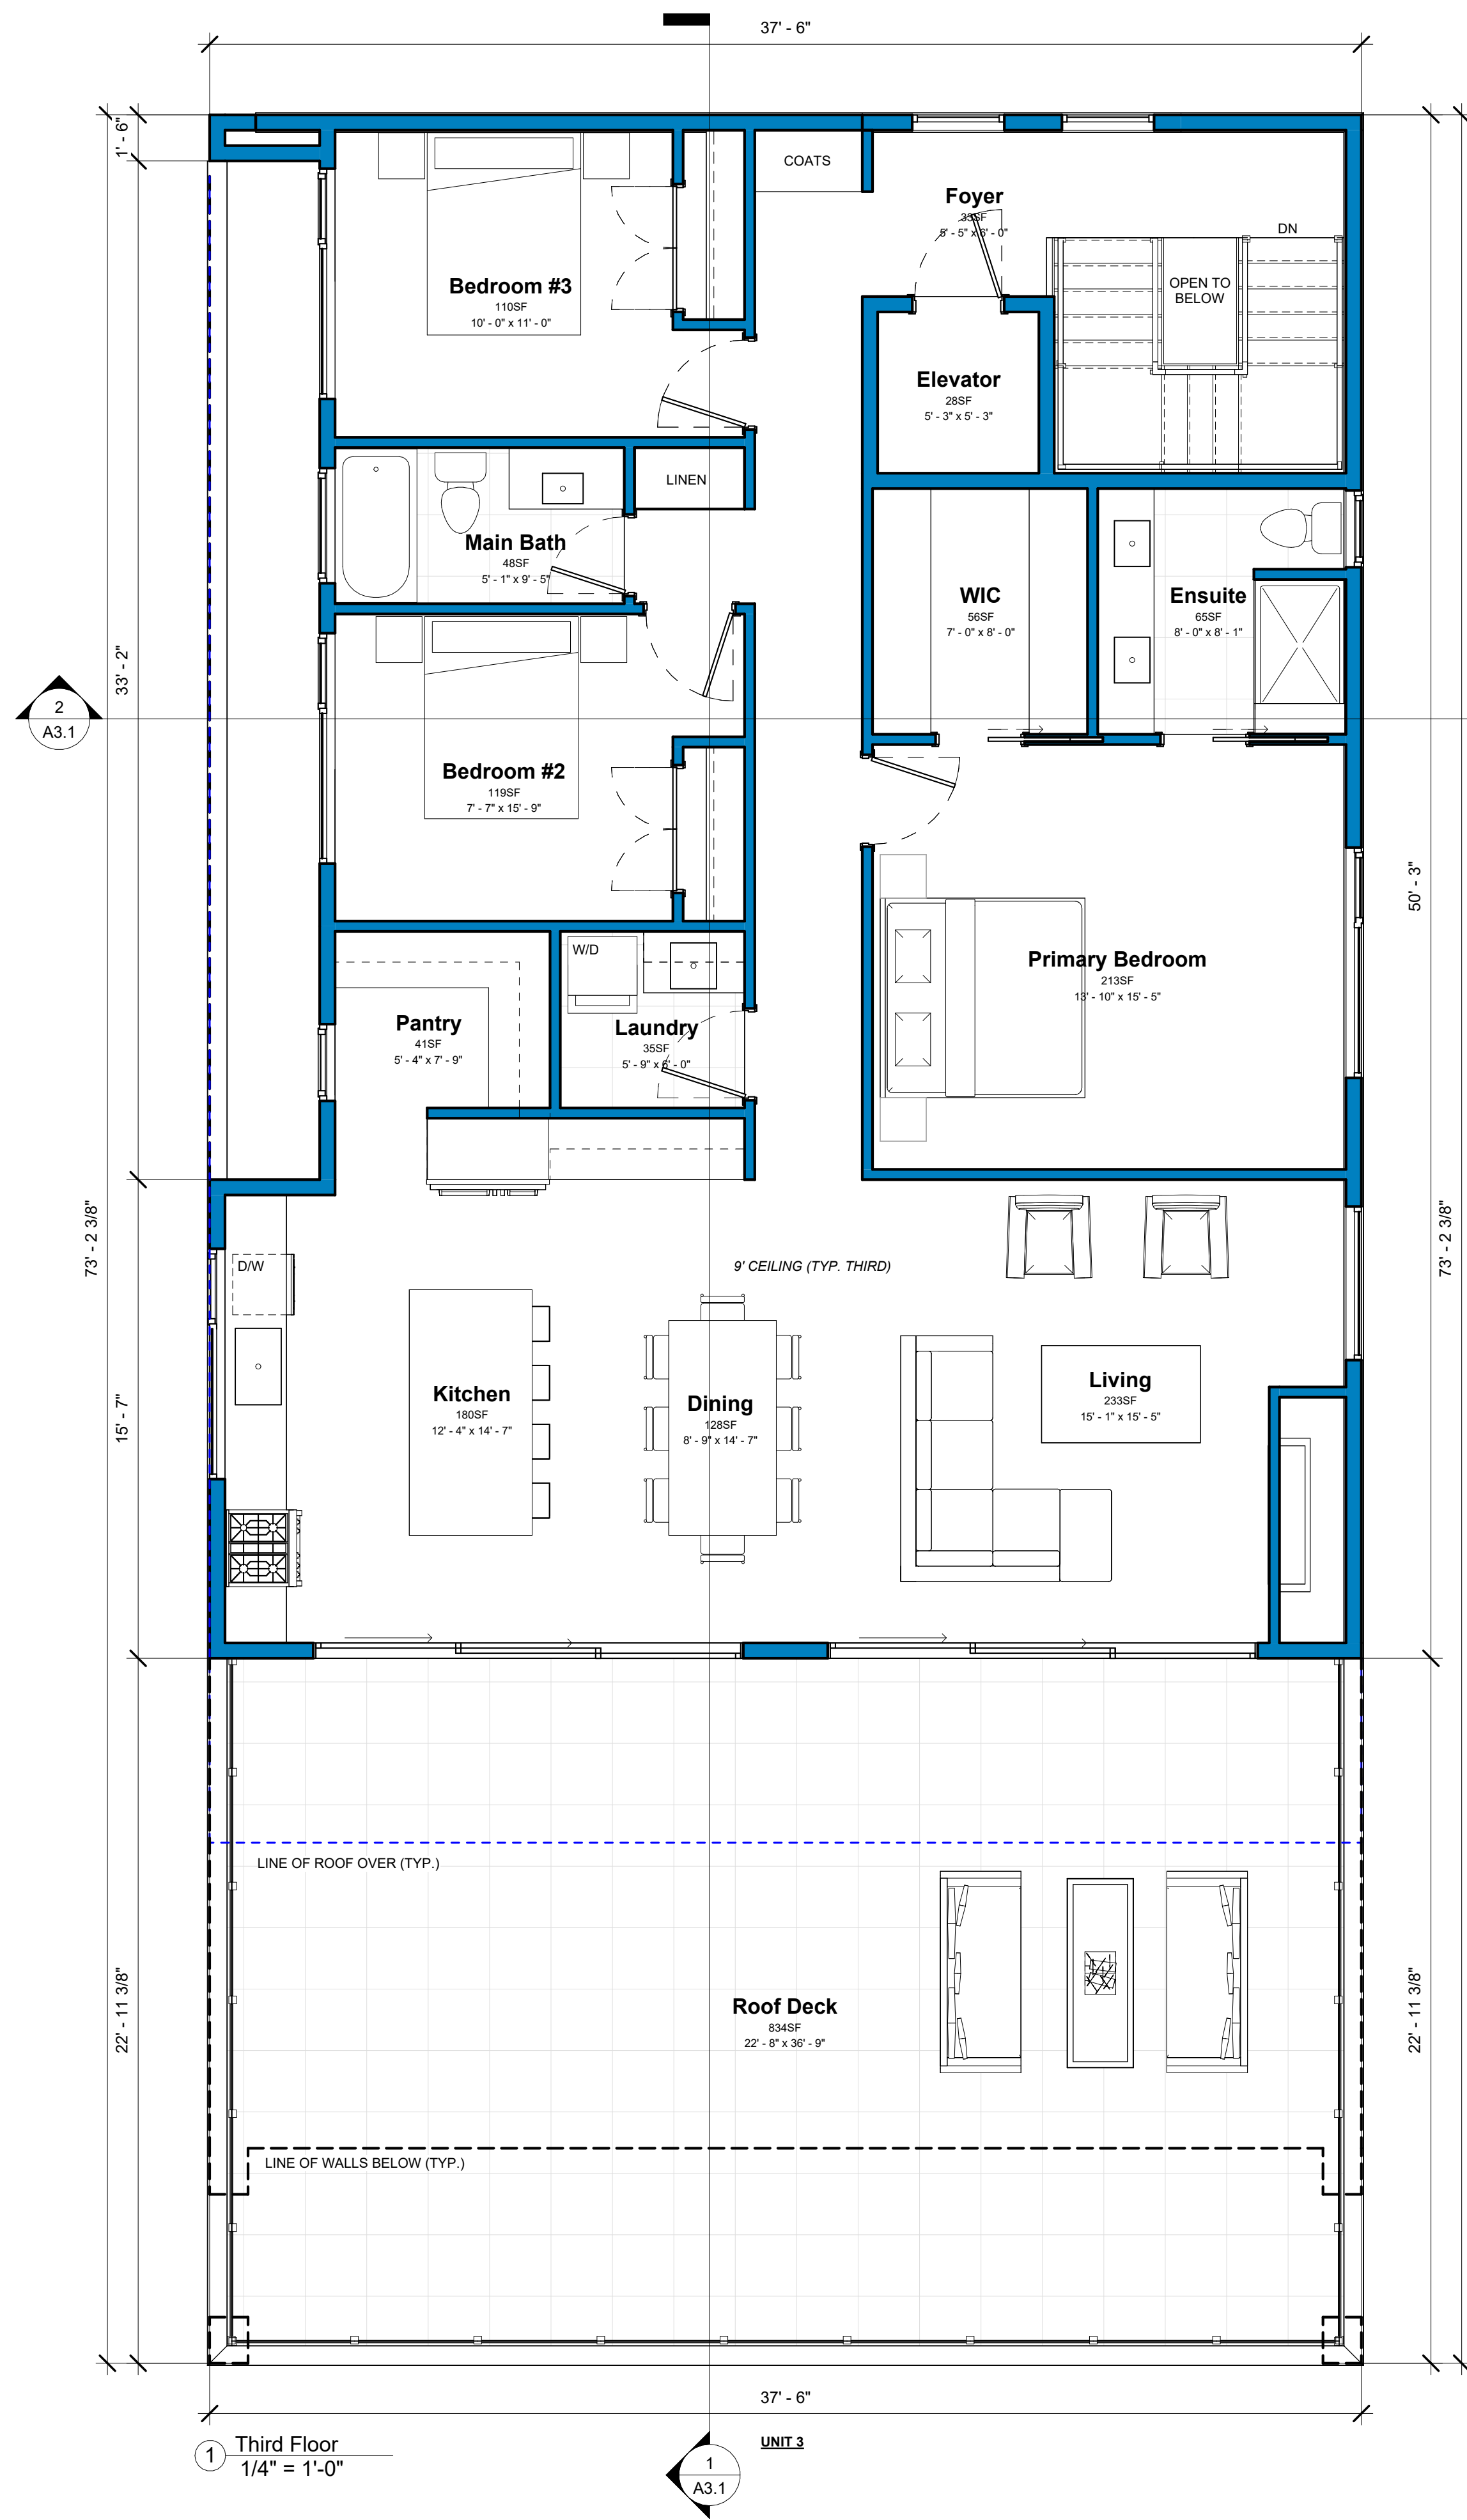 37' - 6"
1' - 6"
COATS
Foyer
33SF
5' - 5" x 6' - 0"
DN
OPEN TO
BELOW
Bedroom #3
110SF
10' - 0" x 11' - 0"
Elevator
28SF
5' - 3" x 5' - 3"
LINEN
Main Bath
48SF
5' - 1" x 9' - 5"
WIC
56SF
7' - 0" x 8' - 0"
Ensuite
65SF
8' - 0" x 8' - 1"
33' - 2"
2
A3.1
Bedroom #2
119SF
7' - 7" x 15' - 9"
50' - 3"
W/D
Primary Bedroom
213SF
13' - 10" x 15' - 5"
Pantry
41SF
5' - 4" x 7' - 9"
Laundry
35SF
5' - 9" x 6' - 0"
73' - 2 3/8"
73' - 2 3/8"
D/W
9' CEILING (TYP. THIRD)
15' - 7"
Kitchen
180SF
12' - 4" x 14' - 7"
Dining
128SF
8' - 9" x 14' - 7"
Living
233SF
15' - 1" x 15' - 5"
LINE OF ROOF OVER (TYP.)
22' - 11 3/8"
22' - 11 3/8"
Roof Deck
834SF
22' - 8" x 36' - 9"
LINE OF WALLS BELOW (TYP.)
37' - 6"
1
Third Floor
1/4" = 1'-0"
UNIT 3
1
A3.1